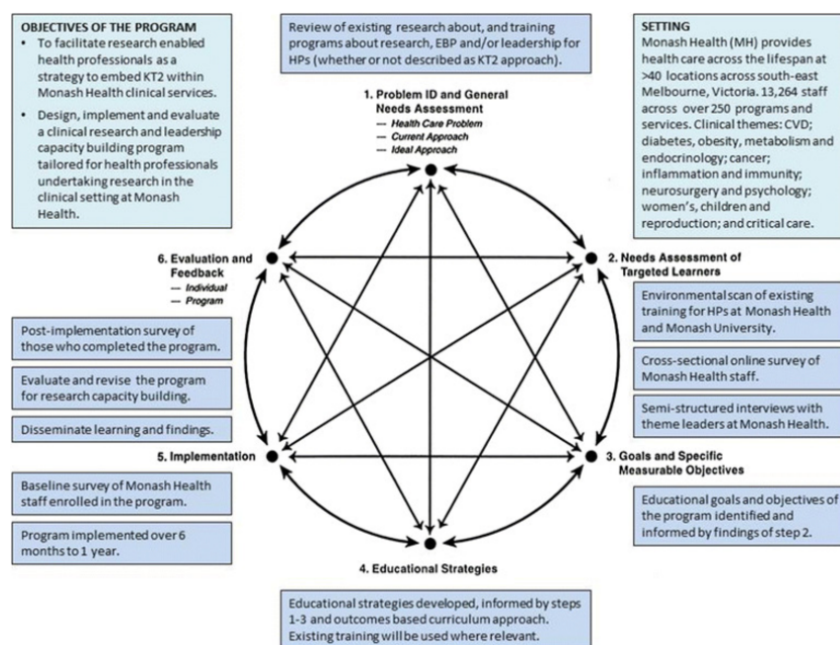 OBJECTIVES OF THE PROGRAM
• To facilitate research enabled
health professionals as a
strategy to embed KT2 within
Monash Health clinical services.
• Design, implement and evaluate
a clinical research and leadership
capacity building program
tailored for health professionals
undertaking research in the
clinical setting at Monash
Health.
Review of existing research about, and training
programs about research, EBP and/or leadership for
HPs (whether or not described as KT2 approach).
SETTING
Monash Health (MH) provides
health care across the lifespan at
>40 locations across south-east
Melbourne, Victoria. 13,264 staff
across over 250 programs and
services. Clinical themes: CVD;
diabetes, obesity, metabolism and
endocrinology; cancer;
inflammation and immunity;
neurosurgery and psychology;
women's, children and
reproduction; and critical care.
1. Problem ID and General
Needs Assessment
— Health Care Problem
— Current Approach
— Ideal Approach
2. Needs Assessment of
Targeted Learners
Environmental scan of existing
training for HPs at Monash Health
and Monash University.
Cross-sectional online survey of
Monash Health staff.
Semi-structured interviews with
theme leaders at Monash Health.
3. Goals and Specific
Measurable Objectives
Educational goals and objectives of
the program identified and
informed by findings of step 2.
4. Educational Strategies
Educational strategies developed, informed by steps
1-3 and outcomes based curriculum approach.
Existing training will be used where relevant.
5. Implementation
Baseline survey of Monash Health
staff enrolled in the program.
Program implemented over 6
months to 1 year.
6. Evaluation and
Feedback
— Individual
— Program
Post-implementation survey of
those who completed the program.
Evaluate and revise the program
for research capacity building.
Disseminate learning and findings.